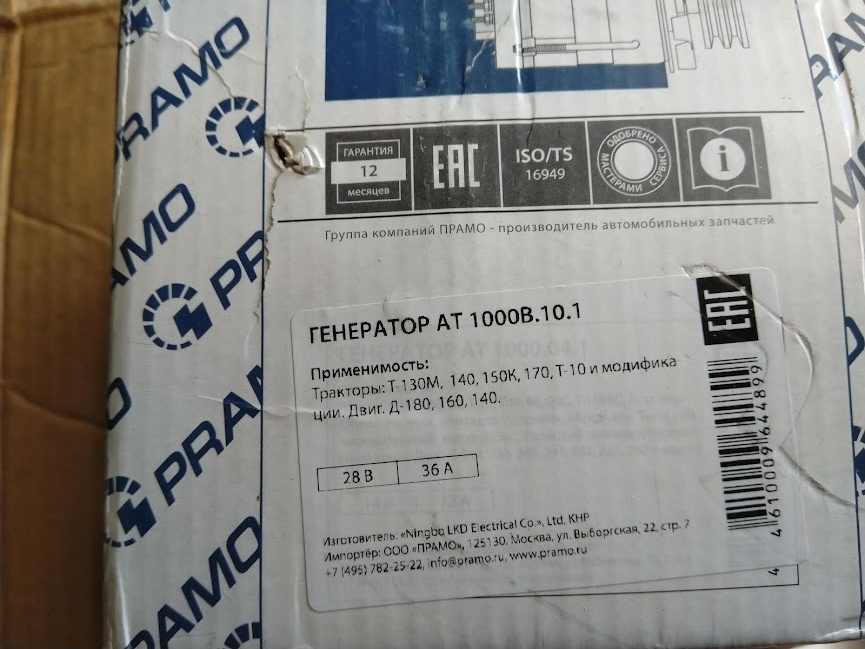 PRAMO
PRAMO
PRAMO
PRAMO
ГАРАНТИЯ
12
месяцев
ЕАС
ISO/TS
16949
ОДОБРЕНО
МАСТЕРАМИ СЕРВИСА
i
Группа компаний ПРАМО - производитель автомобильных запчастей
ГЕНЕРАТОР АТ 1000В.10.1
ЕАС
Применимость:
Тракторы: Т-130М, 140, 150К, 170, Т-10 и модифика
ции. Двиг. Д-180, 160, 140.
28 В
36 А
Изготовитель: «Ningbo LKD Electrical Co.», Ltd, КНР
Импортёр: ООО «ПРАМО», 125130, Москва, ул. Выборгская, 22, стр. 7
+7 (495) 782-25-22, info@pramo.ru, www.pramo.ru
4 610009 644899